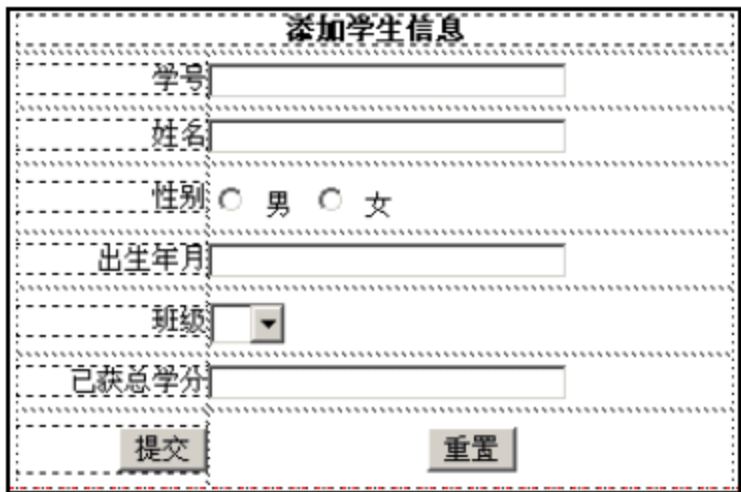 添加学生信息
学号
姓名
性别 男 女
出生年月
班级
已获总学分
提交 重置